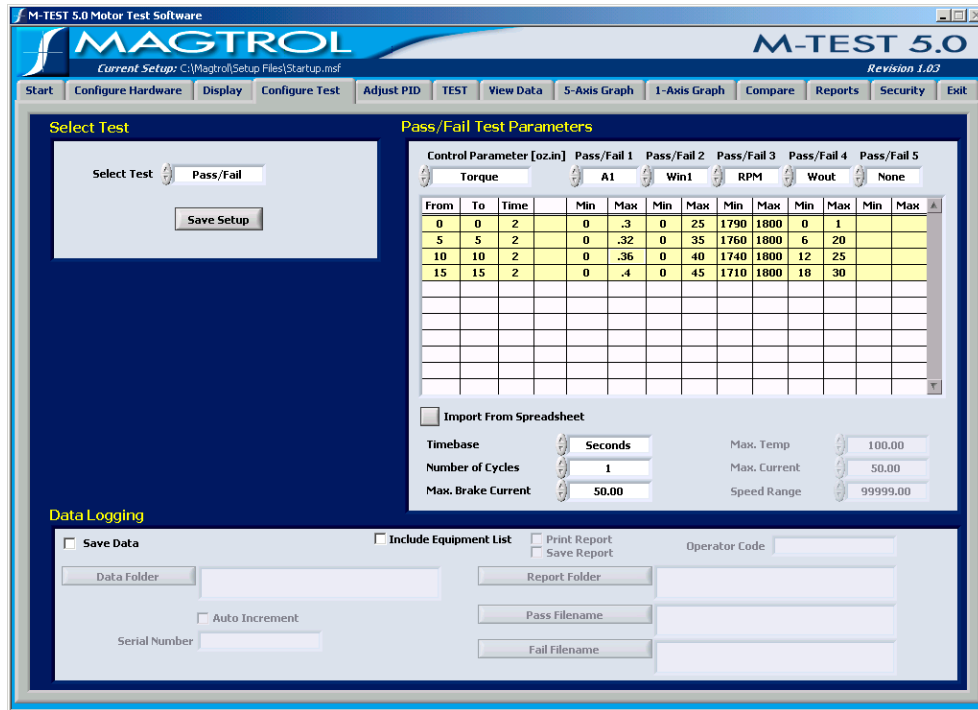 M-TEST 5.0 Motor Test Software
MAGTROL
M-TEST 5.0
Current Setup: C:\Magtrol\Setup Files\Startup.msf
Revision 1.03
Start Configure Hardware Display Configure Test Adjust PID TEST View Data 5-Axis Graph 1-Axis Graph Compare Reports Security Exit
Select Test
Select Test Pass/Fail
Save Setup
Pass/Fail Test Parameters
Control Parameter [oz.in] Pass/Fail 1 Pass/Fail 2 Pass/Fail 3 Pass/Fail 4 Pass/Fail 5
Torque A1 Win1 RPM Wout None
From To Time Min Max Min Max Min Max Min Max Min Max
0 0 2 0 .3 0 25 1790 1800 0 1
5 5 2 0 .32 0 35 1760 1800 6 20
10 10 2 0 .36 0 40 1740 1800 12 25
15 15 2 0 .4 0 45 1710 1800 18 30
Import From Spreadsheet
Timebase Seconds Max. Temp 100.00
Number of Cycles 1 Max. Current 50.00
Max. Brake Current 50.00 Speed Range 99999.00
Data Logging
Save Data
Include Equipment List
Print Report
Save Report
Operator Code
Data Folder
Report Folder
Auto Increment
Pass Filename
Serial Number
Fail Filename